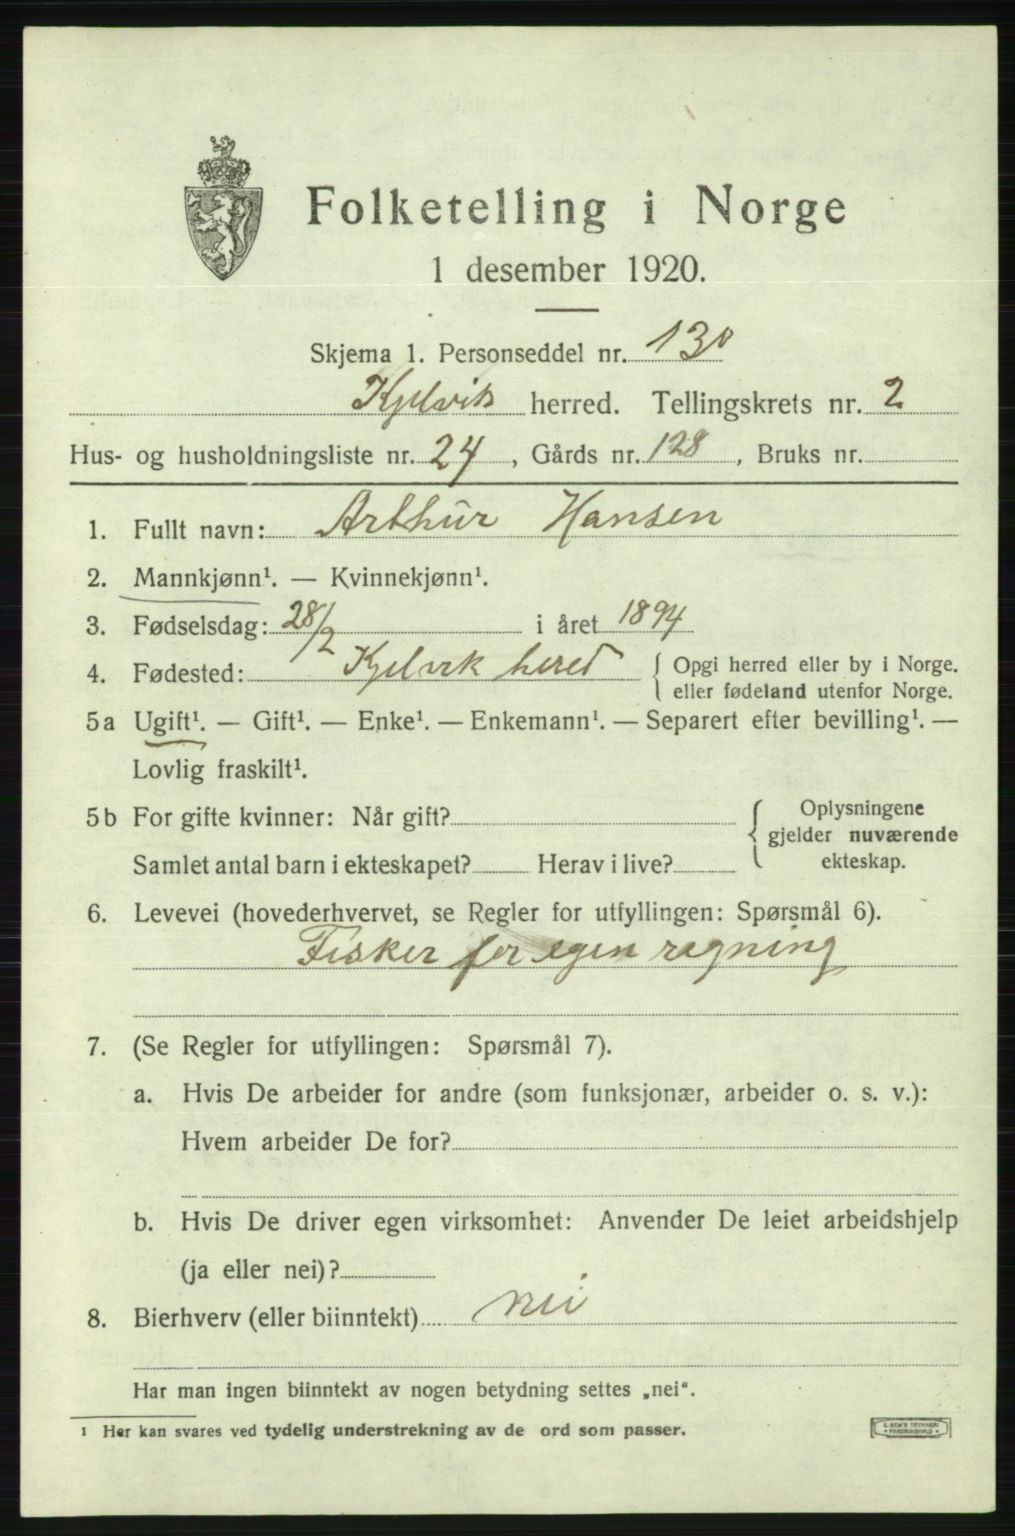 Folketelling i Norge
1 desember 1920.
Skjema 1. Personseddel nr. 130
Kjelvik herred. Tellingskrets nr. 2
Hus- og husholdningsliste nr. 24, Gårds nr. 128, Bruks nr.
1. Fullt navn: Arthur Hansen
2. Mannkjønn¹. — Kvinnekjønn¹.
3. Fødselsdag: 28/2 i året 1894
4. Fødested: Kjelvik hered { Opgi herred eller by i Norge.
eller fødeland utenfor Norge.
5a Ugift¹. — Gift¹. — Enke¹. — Enkemann¹. — Separert efter bevilling¹. —
Lovlig fraskilt¹.
5b For gifte kvinner: Når gift? { Oplysningene
gjelder nuværende
Samlet antal barn i ekteskapet? Herav i live? ekteskap.
6. Levevei (hovederhvervet, se Regler for utfyllingen: Spørsmål 6).
Fisker for egen regning
7. (Se Regler for utfyllingen: Spørsmål 7).
a. Hvis De arbeider for andre (som funksjonær, arbeider o. s. v.):
Hvem arbeider De for?
b. Hvis De driver egen virksomhet: Anvender De leiet arbeidshjelp
(ja eller nei)?
8. Bierhverv (eller biinntekt) nei
Har man ingen biinntekt av nogen betydning settes „nei“.
¹ Her kan svares ved tydelig understrekning av de ord som passer.
E. SEM'S TRYKKERI
FREDRIKSHALD